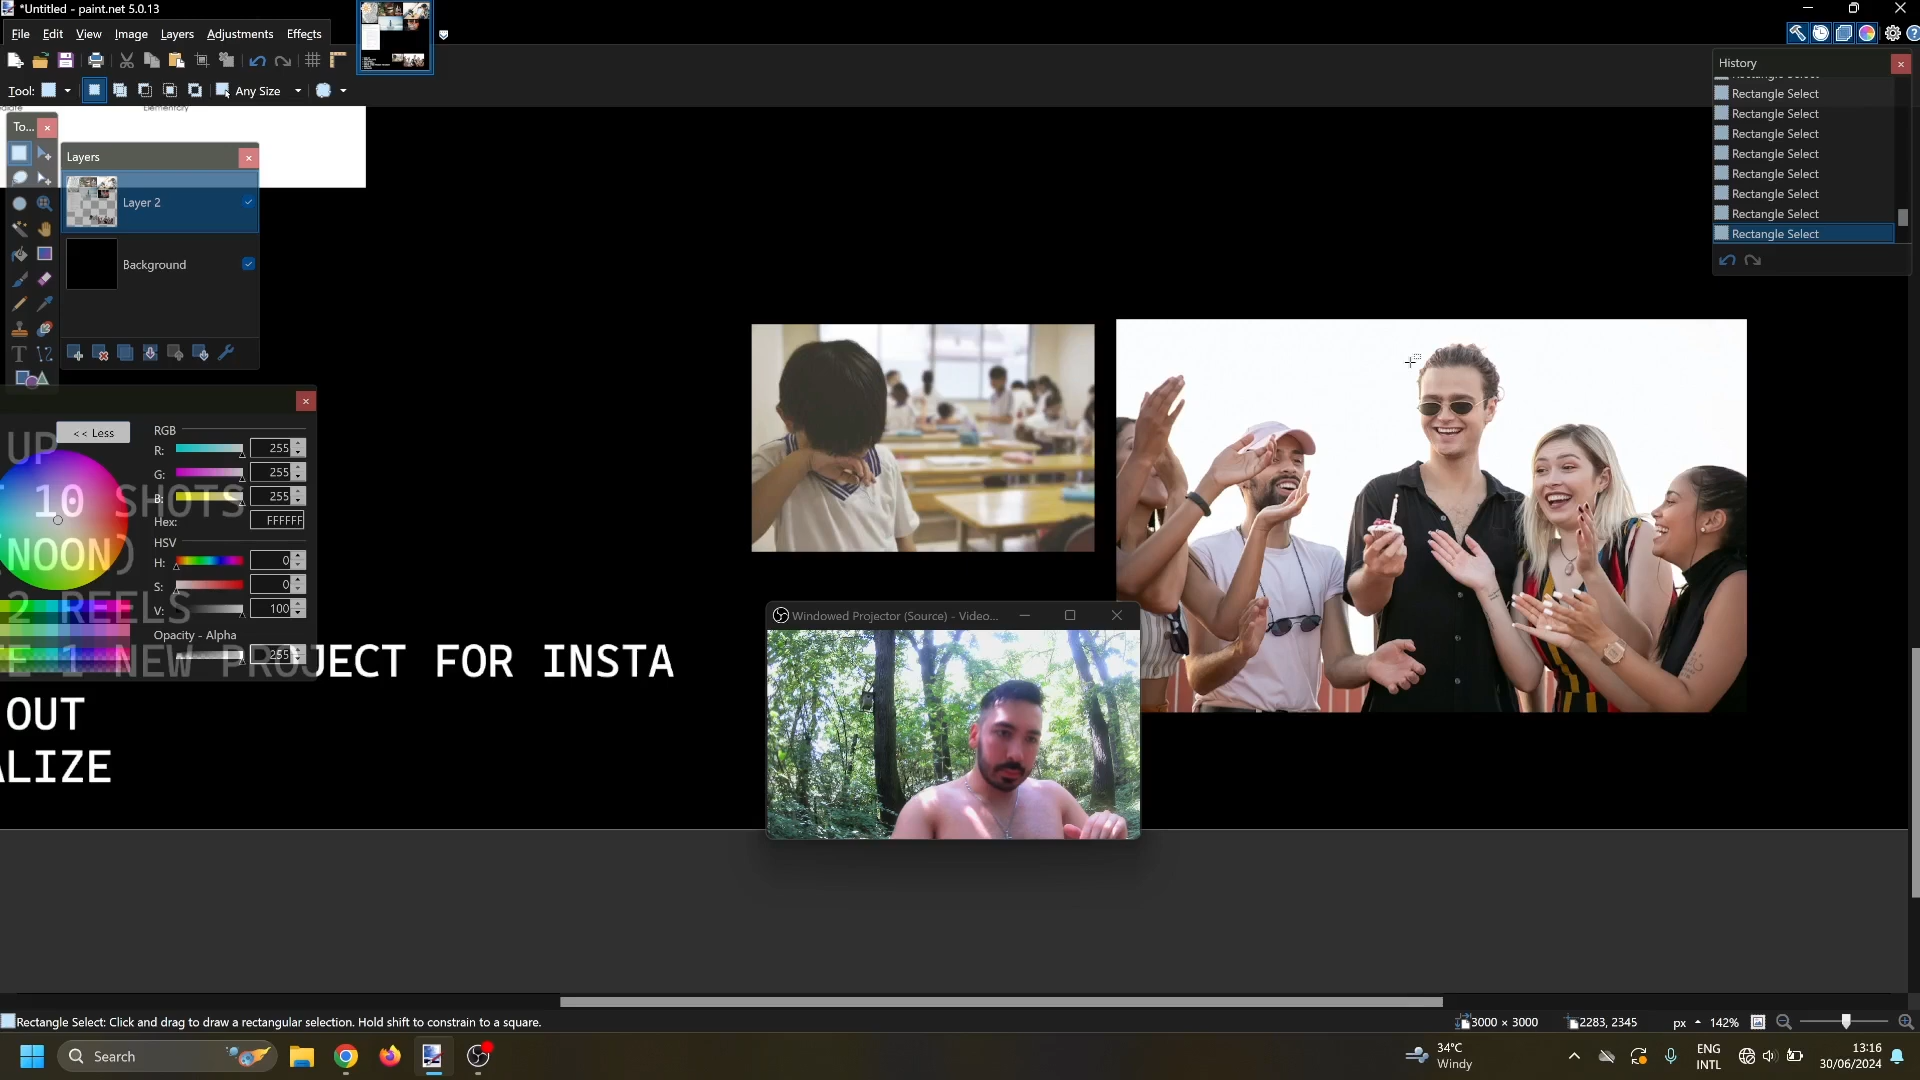 *Untitled - paint.net 5.0.13
File Edit View Image Layers Adjustments Effects
Tool: Any Size
Elementary
To...
Layers
Layer 2
Background
History
Rectangle Select
Rectangle Select
Rectangle Select
Rectangle Select
Rectangle Select
Rectangle Select
Rectangle Select
Rectangle Select
<< Less
RGB
R: 255
G: 255
B: 255
Hex: FFFFFF
HSV
H: 0
S: 0
V: 100
Opacity - Alpha
255
UP
10 SHOTS
(NOON)
2 REELS
E 1 NEW PROJECT FOR INSTA
OUT
ALIZE
Windowed Projector (Source) - Video...
Rectangle Select: Click and drag to draw a rectangular selection. Hold shift to constrain to a square.
3000 × 3000
2283, 2345
px
142%
Search
34°C
Windy
ENG
INTL
13:16
30/06/2024